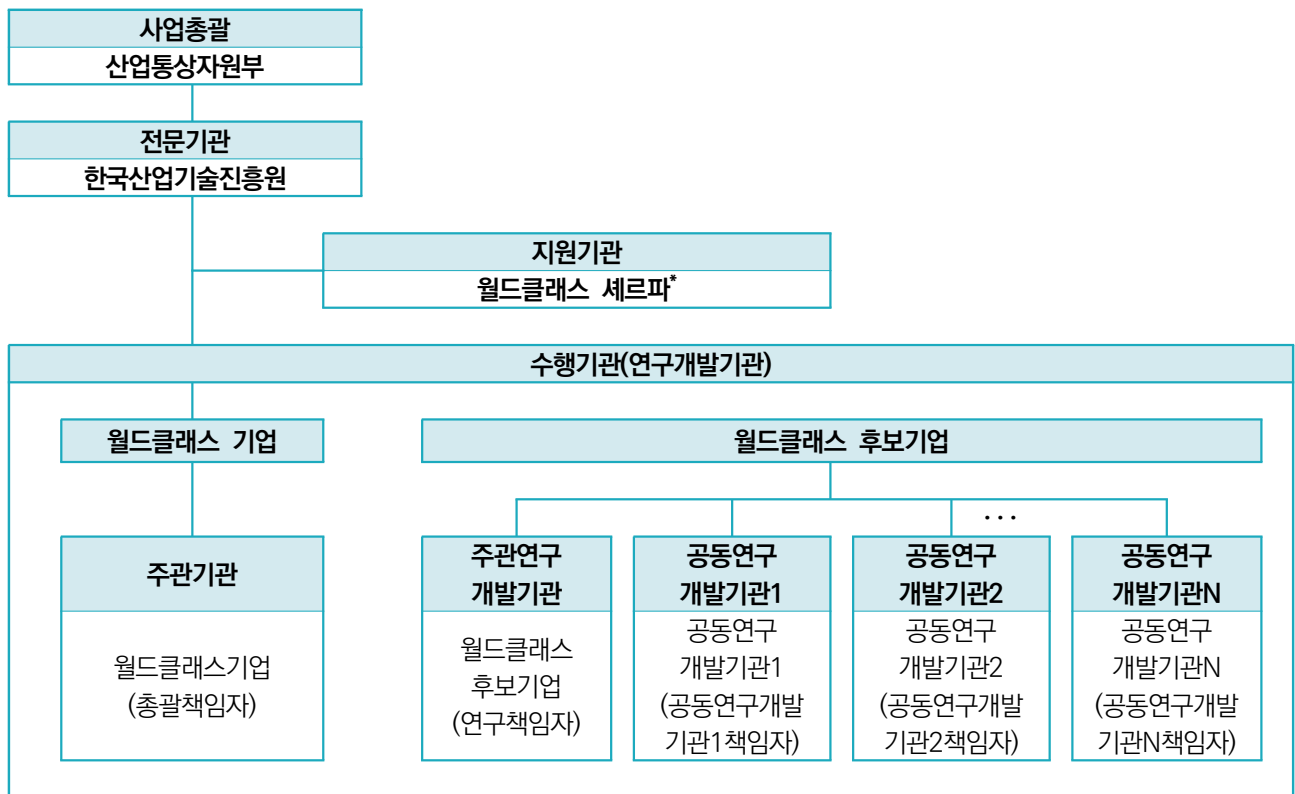 사업총괄
산업통상자원부
전문기관
한국산업기술진흥원
지원기관
월드클래스 셰르파*
수행기관(연구개발기관)
월드클래스 기업
월드클래스 후보기업
...
주관기관
월드클래스기업
(총괄책임자)
주관연구
개발기관
월드클래스
후보기업
(연구책임자)
공동연구
개발기관1
공동연구
개발기관1
(공동연구개발
기관1책임자)
공동연구
개발기관2
공동연구
개발기관2
(공동연구개발
기관2책임자)
공동연구
개발기관N
공동연구
개발기관N
(공동연구개발
기관N책임자)